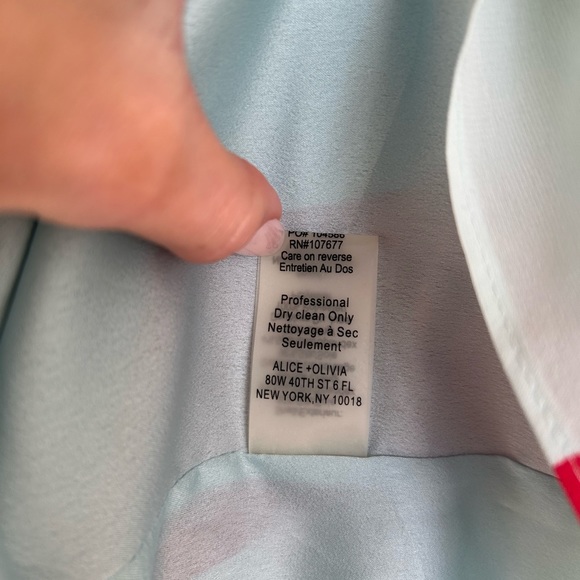 PO# 104580
RN#107677
Care on reverse
Entretien Au Dos
Professional
Dry clean Only
Nettoyage à Sec
Seulement
ALICE +OLIVIA
80W 40TH ST 6 FL
NEW YORK,NY 10018